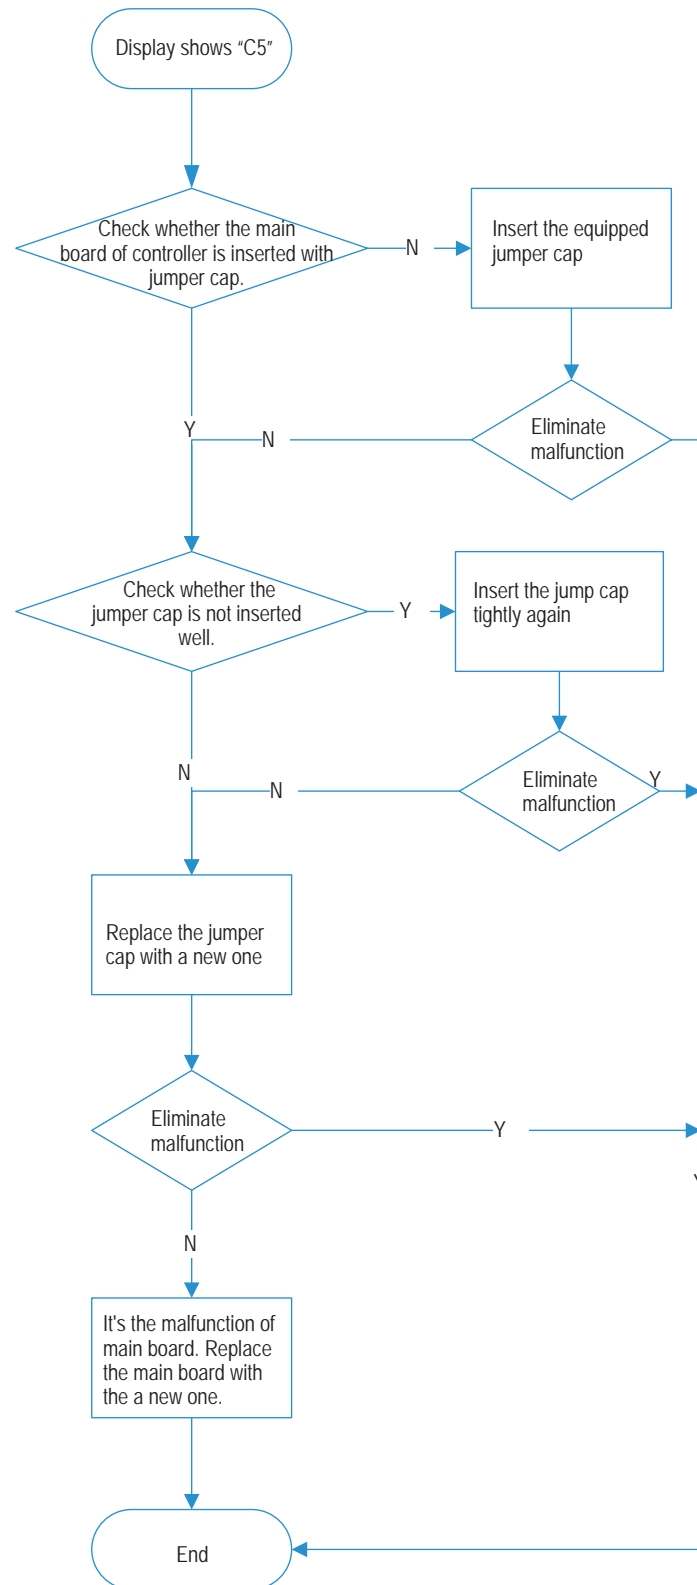 Display shows “C5”
Check whether the main
board of controller is inserted with
jumper cap.
N
Insert the equipped
jumper cap
Y
N
Eliminate
malfunction
Check whether the
jumper cap is not inserted
well.
Y
Insert the jump cap
tightly again
N
N
Eliminate
malfunction
Y
Replace the jumper
cap with a new one
Eliminate
malfunction
Y
N
It's the malfunction of
main board. Replace
the main board with
the a new one.
End